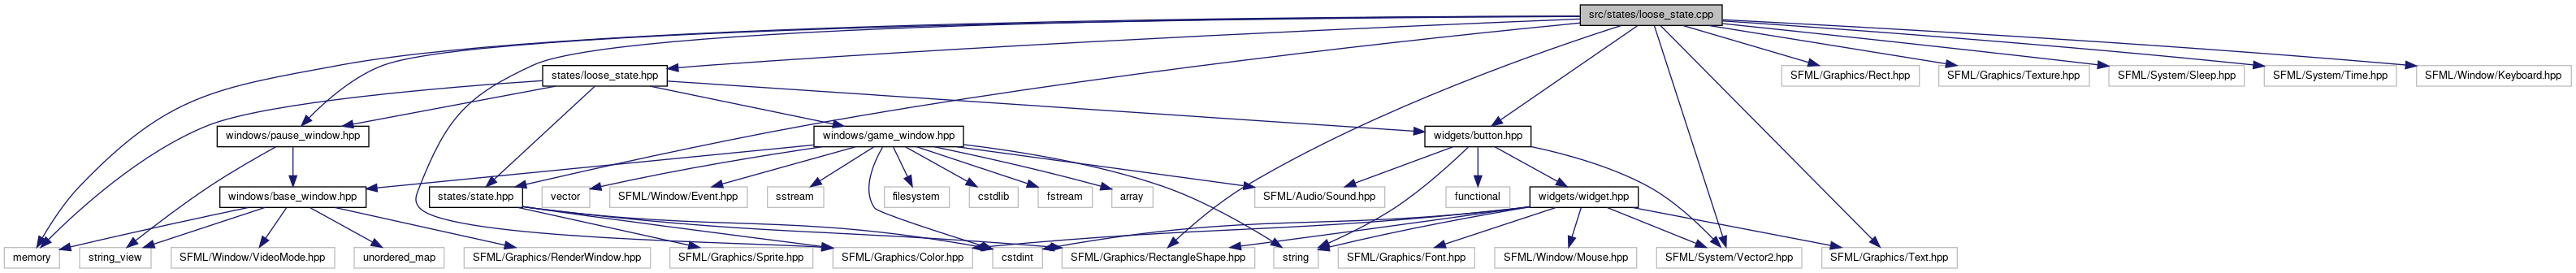 src/states/loose_state.cpp
states/loose_state.hpp
SFML/Graphics/Rect.hpp
SFML/Graphics/Texture.hpp
SFML/System/Sleep.hpp
SFML/System/Time.hpp
SFML/Window/Keyboard.hpp
windows/pause_window.hpp
windows/game_window.hpp
widgets/button.hpp
windows/base_window.hpp
states/state.hpp
vector
SFML/Window/Event.hpp
sstream
filesystem
cstdlib
fstream
array
SFML/Audio/Sound.hpp
functional
widgets/widget.hpp
memory
string_view
SFML/Window/VideoMode.hpp
unordered_map
SFML/Graphics/RenderWindow.hpp
SFML/Graphics/Sprite.hpp
SFML/Graphics/Color.hpp
cstdint
SFML/Graphics/RectangleShape.hpp
string
SFML/Graphics/Font.hpp
SFML/Window/Mouse.hpp
SFML/System/Vector2.hpp
SFML/Graphics/Text.hpp